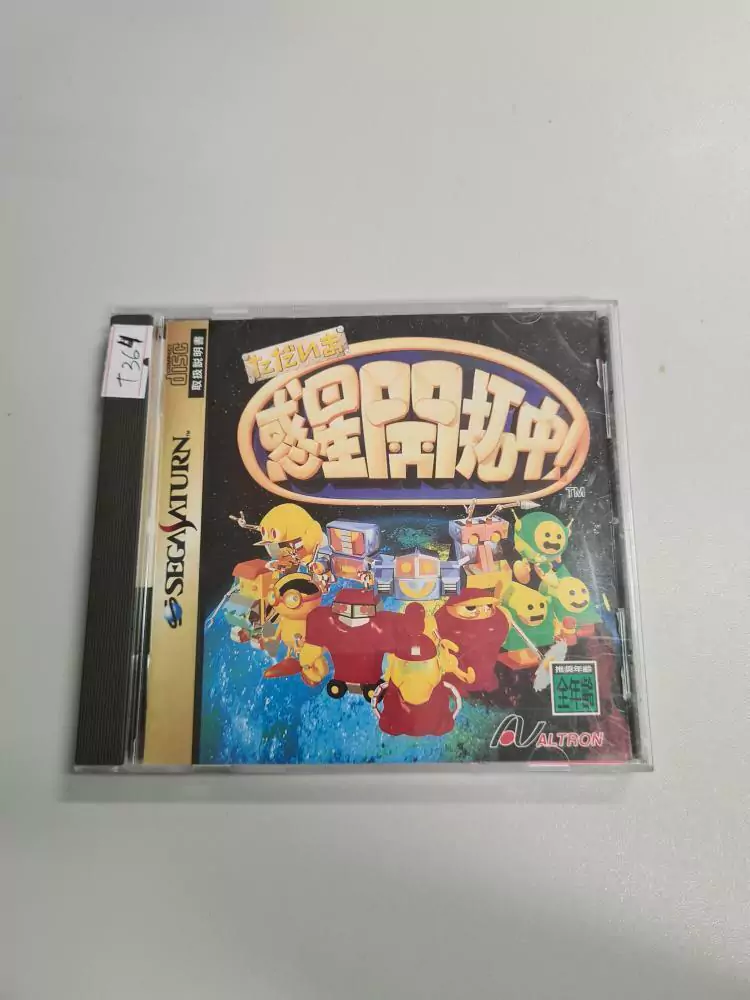 T364
disc
取扱説明書
SEGA SATURN™
ただいま
惑星開拓中!
™
推奨年齢
全年齢
ALTRON